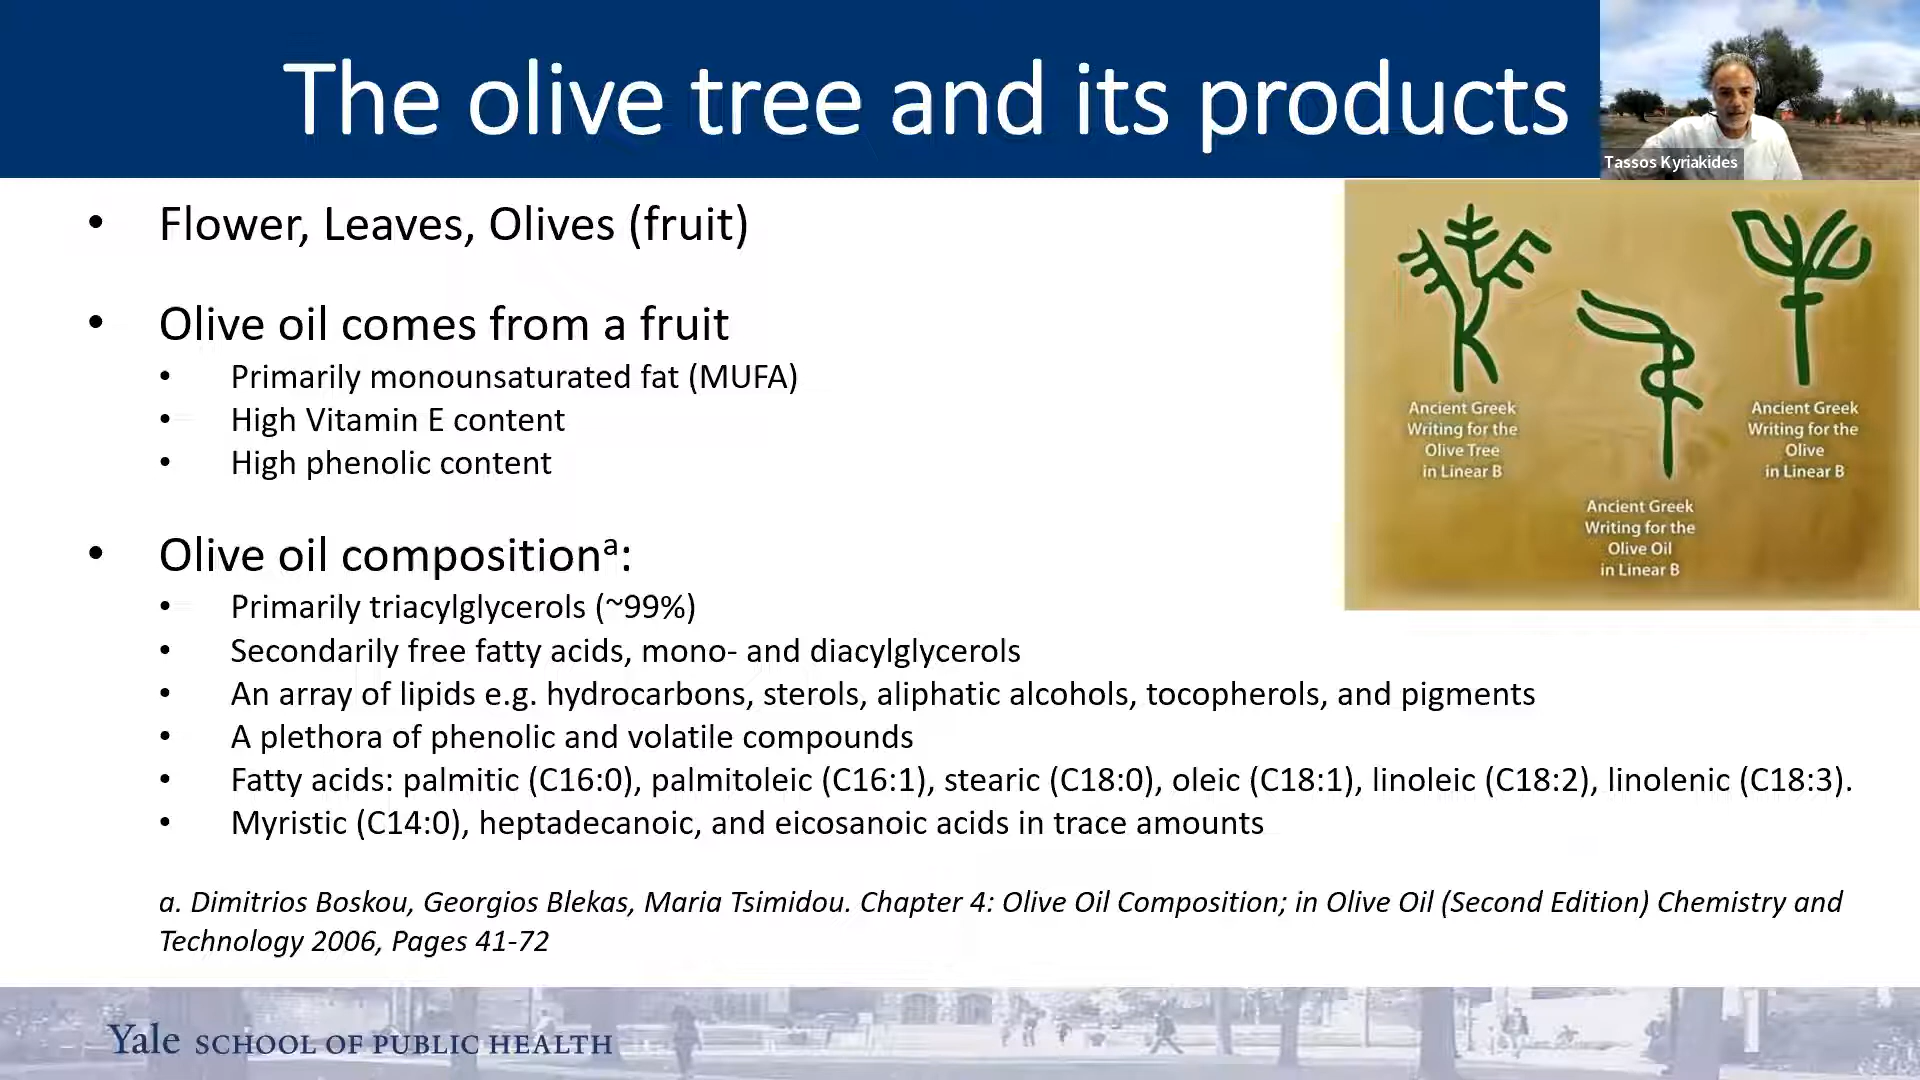 The olive tree and its products
Tassos Kyriakides
• Flower, Leaves, Olives (fruit)
• Olive oil comes from a fruit
• Primarily monounsaturated fat (MUFA)
• High Vitamin E content
• High phenolic content
Ancient Greek
Writing for the
Olive Tree
in Linear B
Ancient Greek
Writing for the
Olive Oil
in Linear B
Ancient Greek
Writing for the
Olive
in Linear B
• Olive oil compositionᵃ:
• Primarily triacylglycerols (~99%)
• Secondarily free fatty acids, mono- and diacylglycerols
• An array of lipids e.g. hydrocarbons, sterols, aliphatic alcohols, tocopherols, and pigments
• A plethora of phenolic and volatile compounds
• Fatty acids: palmitic (C16:0), palmitoleic (C16:1), stearic (C18:0), oleic (C18:1), linoleic (C18:2), linolenic (C18:3).
• Myristic (C14:0), heptadecanoic, and eicosanoic acids in trace amounts
a. Dimitrios Boskou, Georgios Blekas, Maria Tsimidou. Chapter 4: Olive Oil Composition; in Olive Oil (Second Edition) Chemistry and
Technology 2006, Pages 41-72
Yale SCHOOL OF PUBLIC HEALTH